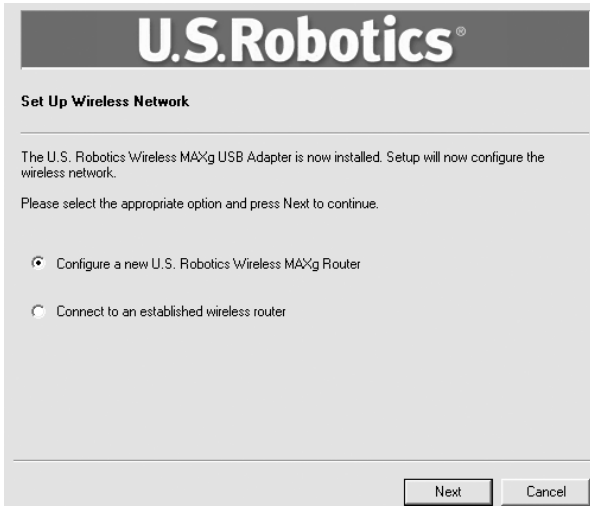 U.S.Robotics®
Set Up Wireless Network
The U.S. Robotics Wireless MAXg USB Adapter is now installed. Setup will now configure the
wireless network.
Please select the appropriate option and press Next to continue.
Configure a new U.S. Robotics Wireless MAXg Router
Connect to an established wireless router
Next Cancel